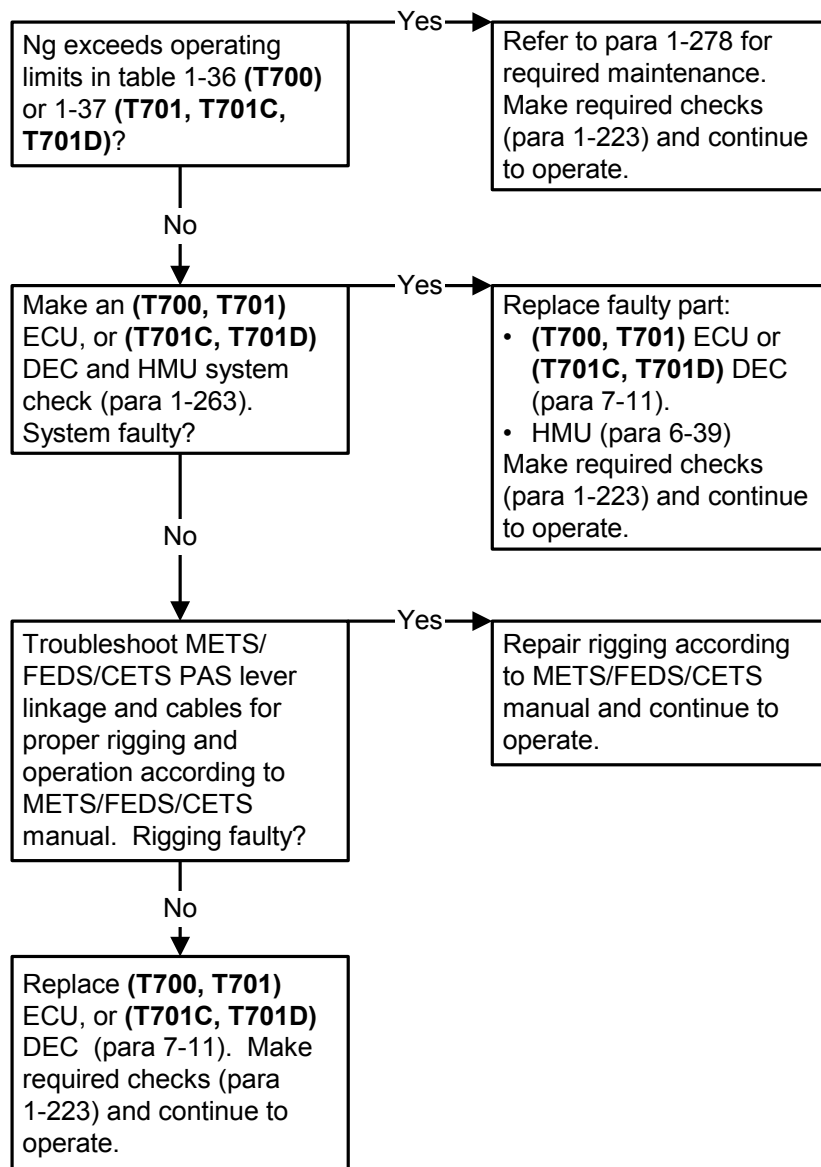 Ng exceeds operating
limits in table 1-36 (T700)
or 1-37 (T701, T701C,
T701D)?
Yes
Refer to para 1-278 for
required maintenance.
Make required checks
(para 1-223) and continue
to operate.
No
Make an (T700, T701)
ECU, or (T701C, T701D)
DEC and HMU system
check (para 1-263).
System faulty?
Yes
Replace faulty part:
• (T700, T701) ECU or
(T701C, T701D) DEC
(para 7-11).
• HMU (para 6-39)
Make required checks
(para 1-223) and continue
to operate.
No
Troubleshoot METS/
FEDS/CETS PAS lever
linkage and cables for
proper rigging and
operation according to
METS/FEDS/CETS
manual.  Rigging faulty?
Yes
Repair rigging according
to METS/FEDS/CETS
manual and continue to
operate.
No
Replace (T700, T701)
ECU, or (T701C, T701D)
DEC  (para 7-11).  Make
required checks (para
1-223) and continue to
operate.